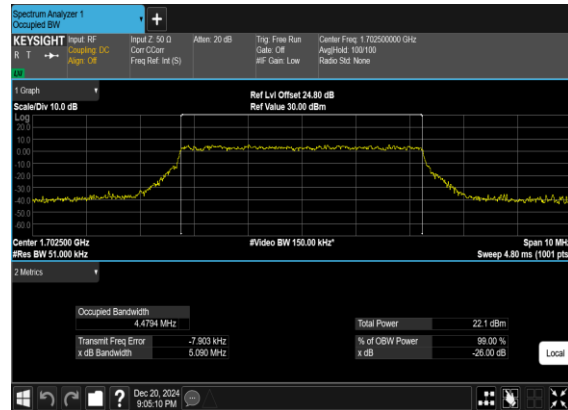 Spectrum Analyzer 1
Occupied BW
+
KEYSIGHT Input: RF Input Z: 50 Ω Atten: 20 dB Trig: Free Run Center Freq: 1.702500000 GHz
R T Coupling: DC Corr CCorr Gate: Off Avg|Hold: 100/100
Align: Off Freq Ref: Int (S) #IF Gain: Low Radio Std: None
LW
1 Graph
Ref Lvl Offset 24.80 dB
Scale/Div 10.0 dB Ref Value 30.00 dBm
Log
20.0
10.0
0.00
-10.0
-20.0
-30.0
-40.0
-50.0
-60.0
Center 1.702500 GHz #Video BW 150.00 kHz* Span 10 MHz
#Res BW 51.000 kHz Sweep 4.80 ms (1001 pts
2 Metrics
Occupied Bandwidth
4.4794 MHz Total Power 22.1 dBm
Transmit Freq Error -7.903 kHz % of OBW Power 99.00 %
x dB Bandwidth 5.090 MHz x dB -26.00 dB
Local
? Dec 20, 2024
9:05:10 PM